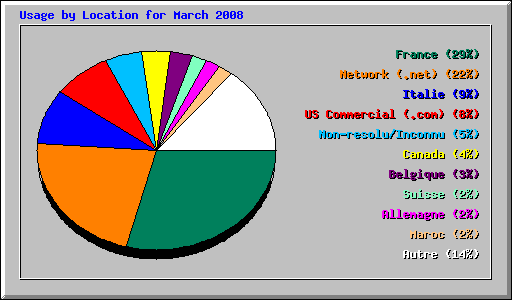 Usage by Location for March 2008
France (29%)
Network (.net) (22%)
Italie (9%)
US Commercial (.com) (8%)
Non-resolu/Inconnu (5%)
Canada (4%)
Belgique (3%)
Suisse (2%)
Allemagne (2%)
Maroc (2%)
Autre (14%)